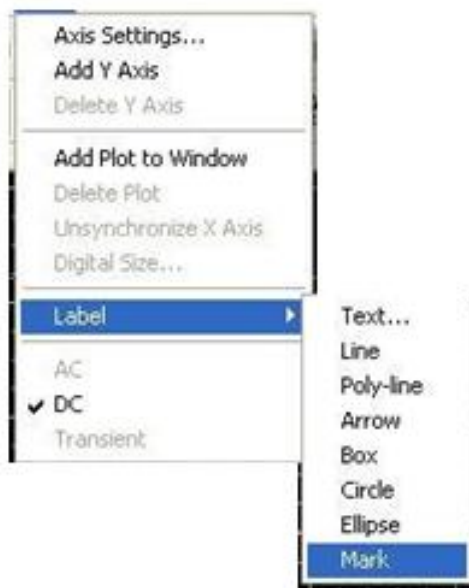 Axis Settings...
Add Y Axis
Delete Y Axis
Add Plot to Window
Delete Plot
Unsynchronize X Axis
Digital Size...
Label
AC
DC
Transient
Text...
Line
Poly-line
Arrow
Box
Circle
Ellipse
Mark